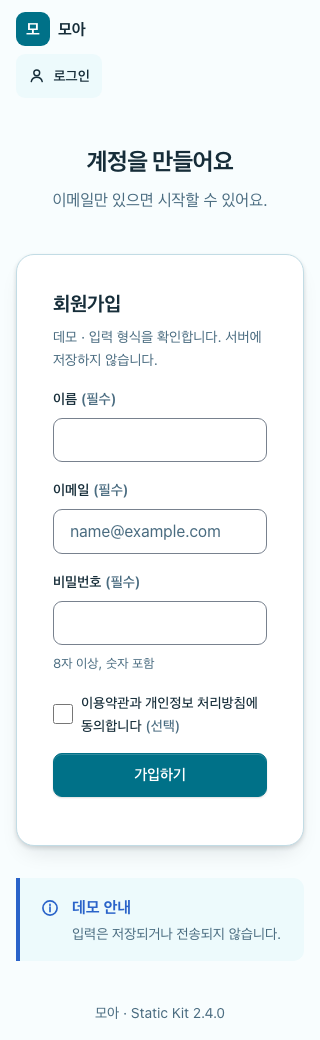 모 모아
로그인
계정을 만들어요
이메일만 있으면 시작할 수 있어요.
회원가입
데모 · 입력 형식을 확인합니다. 서버에
저장하지 않습니다.
이름 (필수)
이메일 (필수)
name@example.com
비밀번호 (필수)
8자 이상, 숫자 포함
이용약관과 개인정보 처리방침에
동의합니다 (선택)
가입하기
데모 안내
입력은 저장되거나 전송되지 않습니다.
모아 · Static Kit 2.4.0